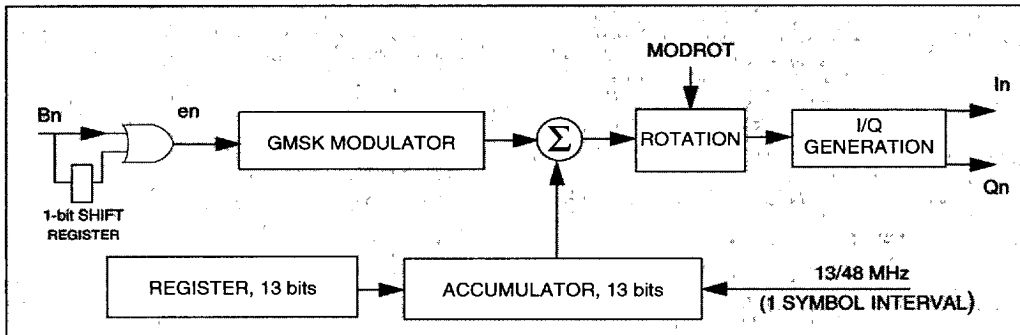 MODROT
In
Bn
en
GMSK MODULATOR
Σ
ROTATION
I/Q
GENERATION
Qn
1-bit SHIFT
REGISTER
REGISTER, 13 bits
ACCUMULATOR, 13 bits
13/48 MHz
(1 SYMBOL INTERVAL)